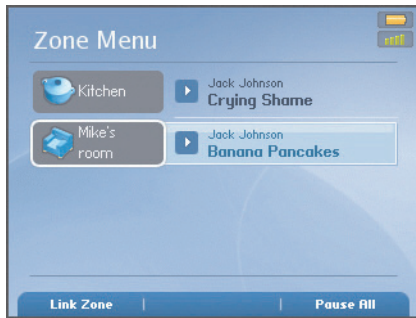 Zone Menu
Kitchen
Jack Johnson
Crying Shame
Mike's
room
Jack Johnson
Banana Pancakes
Link Zone
Pause All